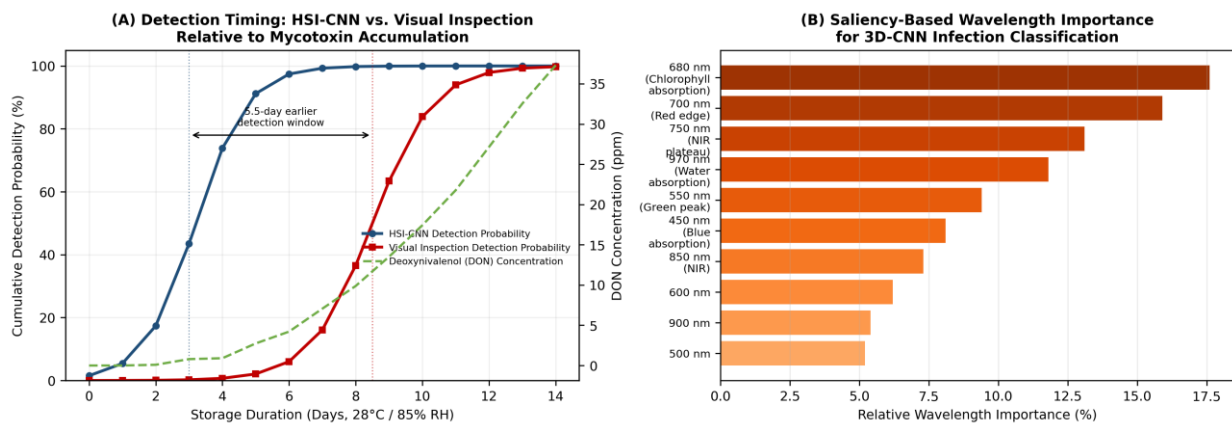 (A) Detection Timing: HSI-CNN vs. Visual Inspection
Relative to Mycotoxin Accumulation
Cumulative Detection Probability (%)
100
80
60
40
20
0
5.5-day earlier
detection window
HSI-CNN Detection Probability
Visual Inspection Detection Probability
Deoxynivalenol (DON) Concentration
35
30
25
20
15
10
5
0
DON Concentration (ppm)
0 2 4 6 8 10 12 14
Storage Duration (Days, 28°C / 85% RH)
(B) Saliency-Based Wavelength Importance
for 3D-CNN Infection Classification
680 nm
(Chlorophyll
absorption)
700 nm
(Red edge)
750 nm
(NIR
plateau)
970 nm
(Water
absorption)
550 nm
(Green peak)
450 nm
(Blue
absorption)
850 nm
(NIR)
600 nm
900 nm
500 nm
0.0 2.5 5.0 7.5 10.0 12.5 15.0 17.5
Relative Wavelength Importance (%)